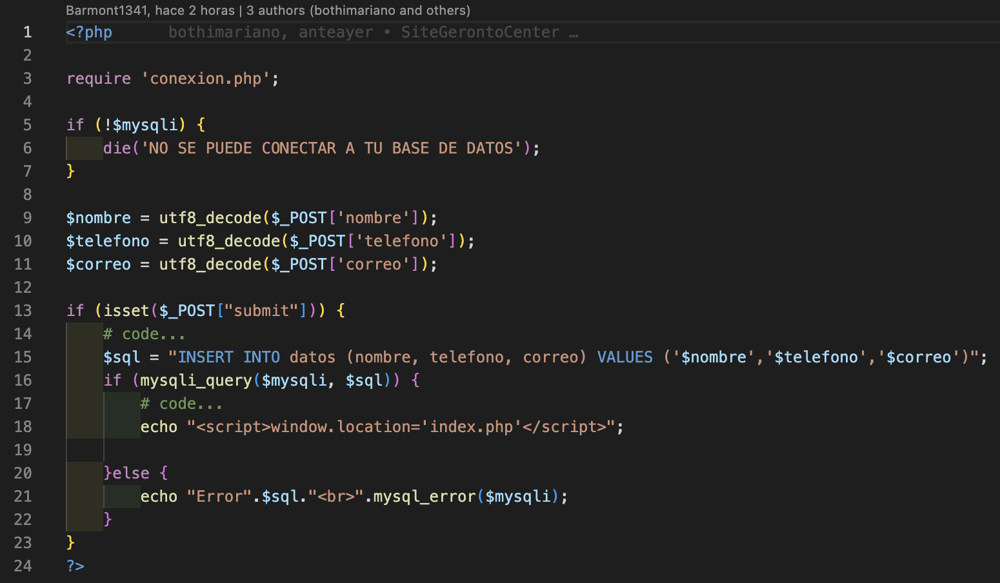 Barmont1341, hace 2 horas | 3 authors (bothimariano and others)
1 <?php bothimariano, anteayer • SiteGerontoCenter …
2
3 require 'conexion.php';
4
5 if (!$mysqli) {
6 die('NO SE PUEDE CONECTAR A TU BASE DE DATOS');
7 }
8
9 $nombre = utf8_decode($_POST['nombre']);
10 $telefono = utf8_decode($_POST['telefono']);
11 $correo = utf8_decode($_POST['correo']);
12
13 if (isset($_POST["submit"])) {
14 # code...
15 $sql = "INSERT INTO datos (nombre, telefono, correo) VALUES ('$nombre','$telefono','$correo')";
16 if (mysqli_query($mysqli, $sql)) {
17 # code...
18 echo "<script>window.location='index.php'</script>";
19
20 }else {
21 echo "Error".$sql."<br>".mysql_error($mysqli);
22 }
23 }
24 ?>